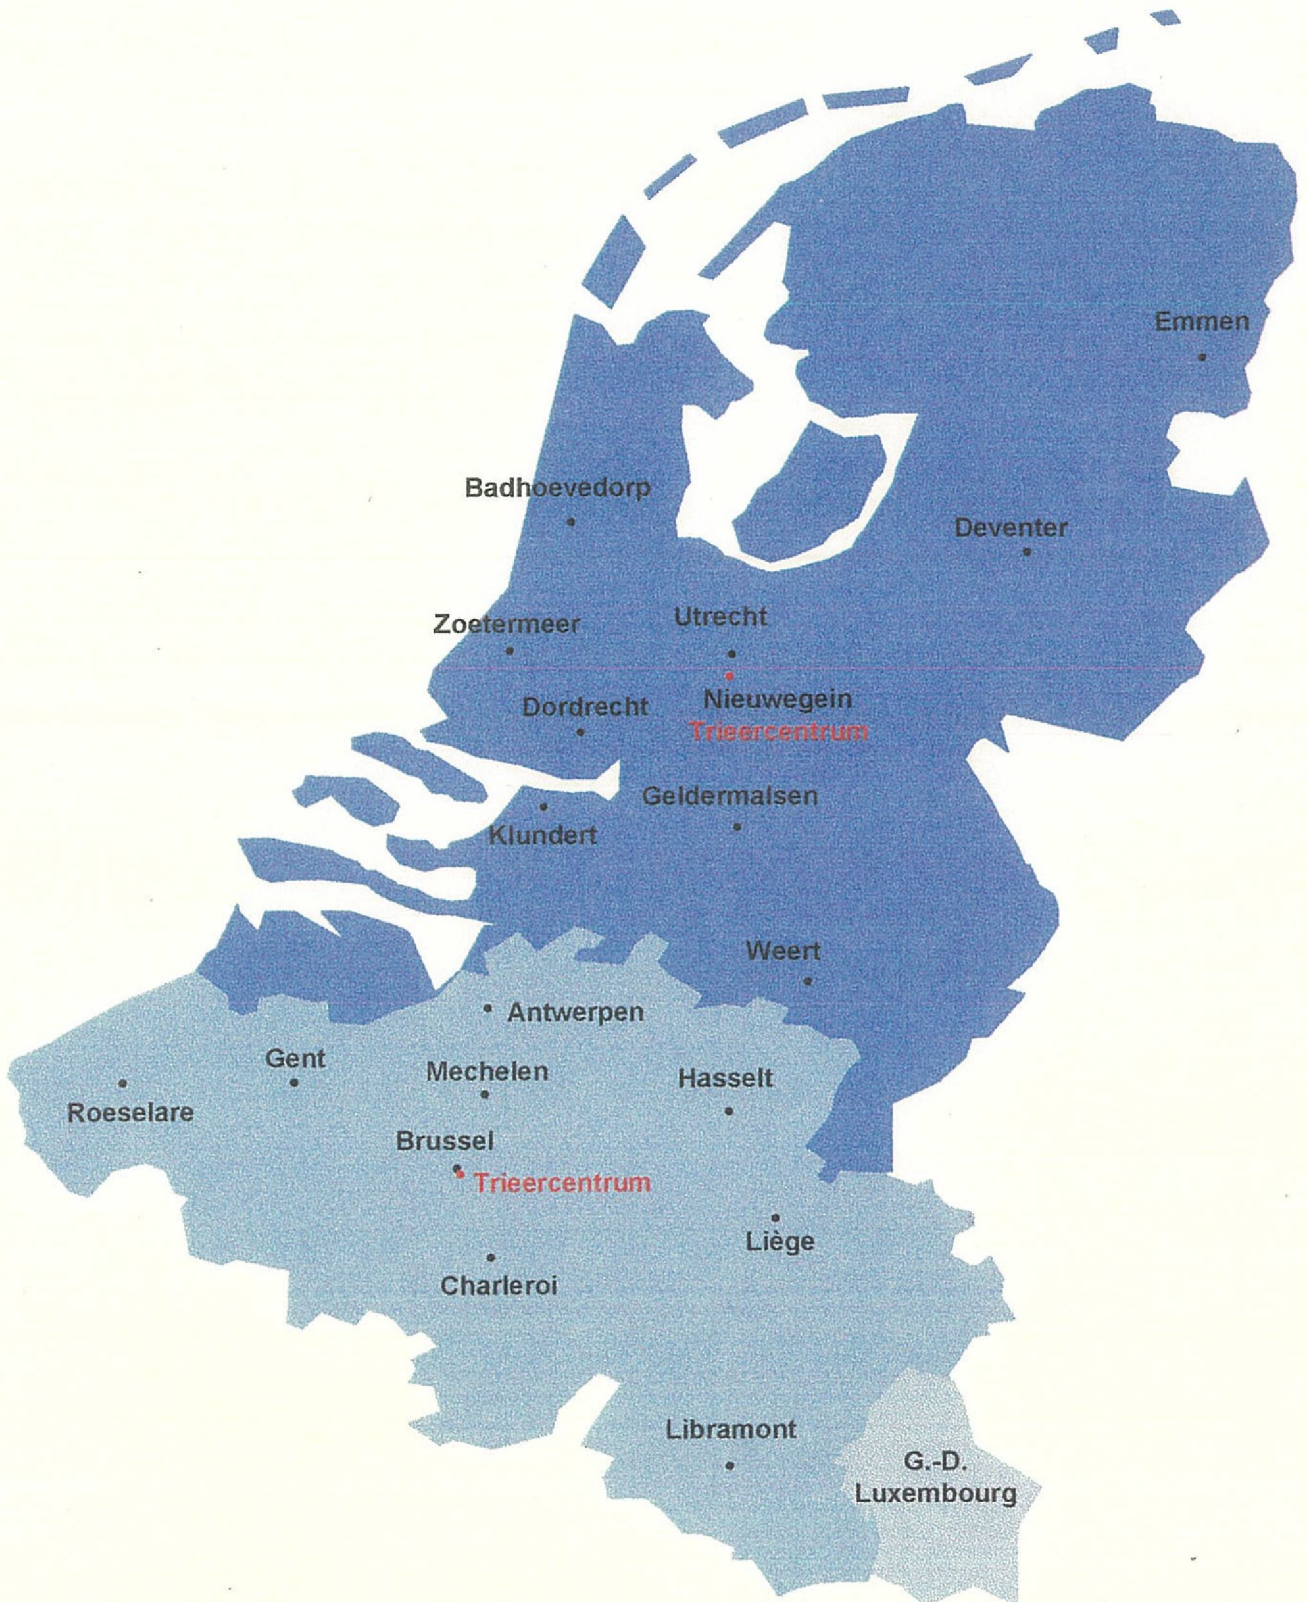 Emmen
Badhoevedorp
Deventer
Utrecht
Zoetermeer
Nieuwegein
Dordrecht
Trieercentrum
Geldermalsen
Klundert
Weert
Antwerpen
Gent
Mechelen
Hasselt
Roeselare
Brussel
Trieercentrum
Liège
Charleroi
Libramont
G.-D.
Luxembourg